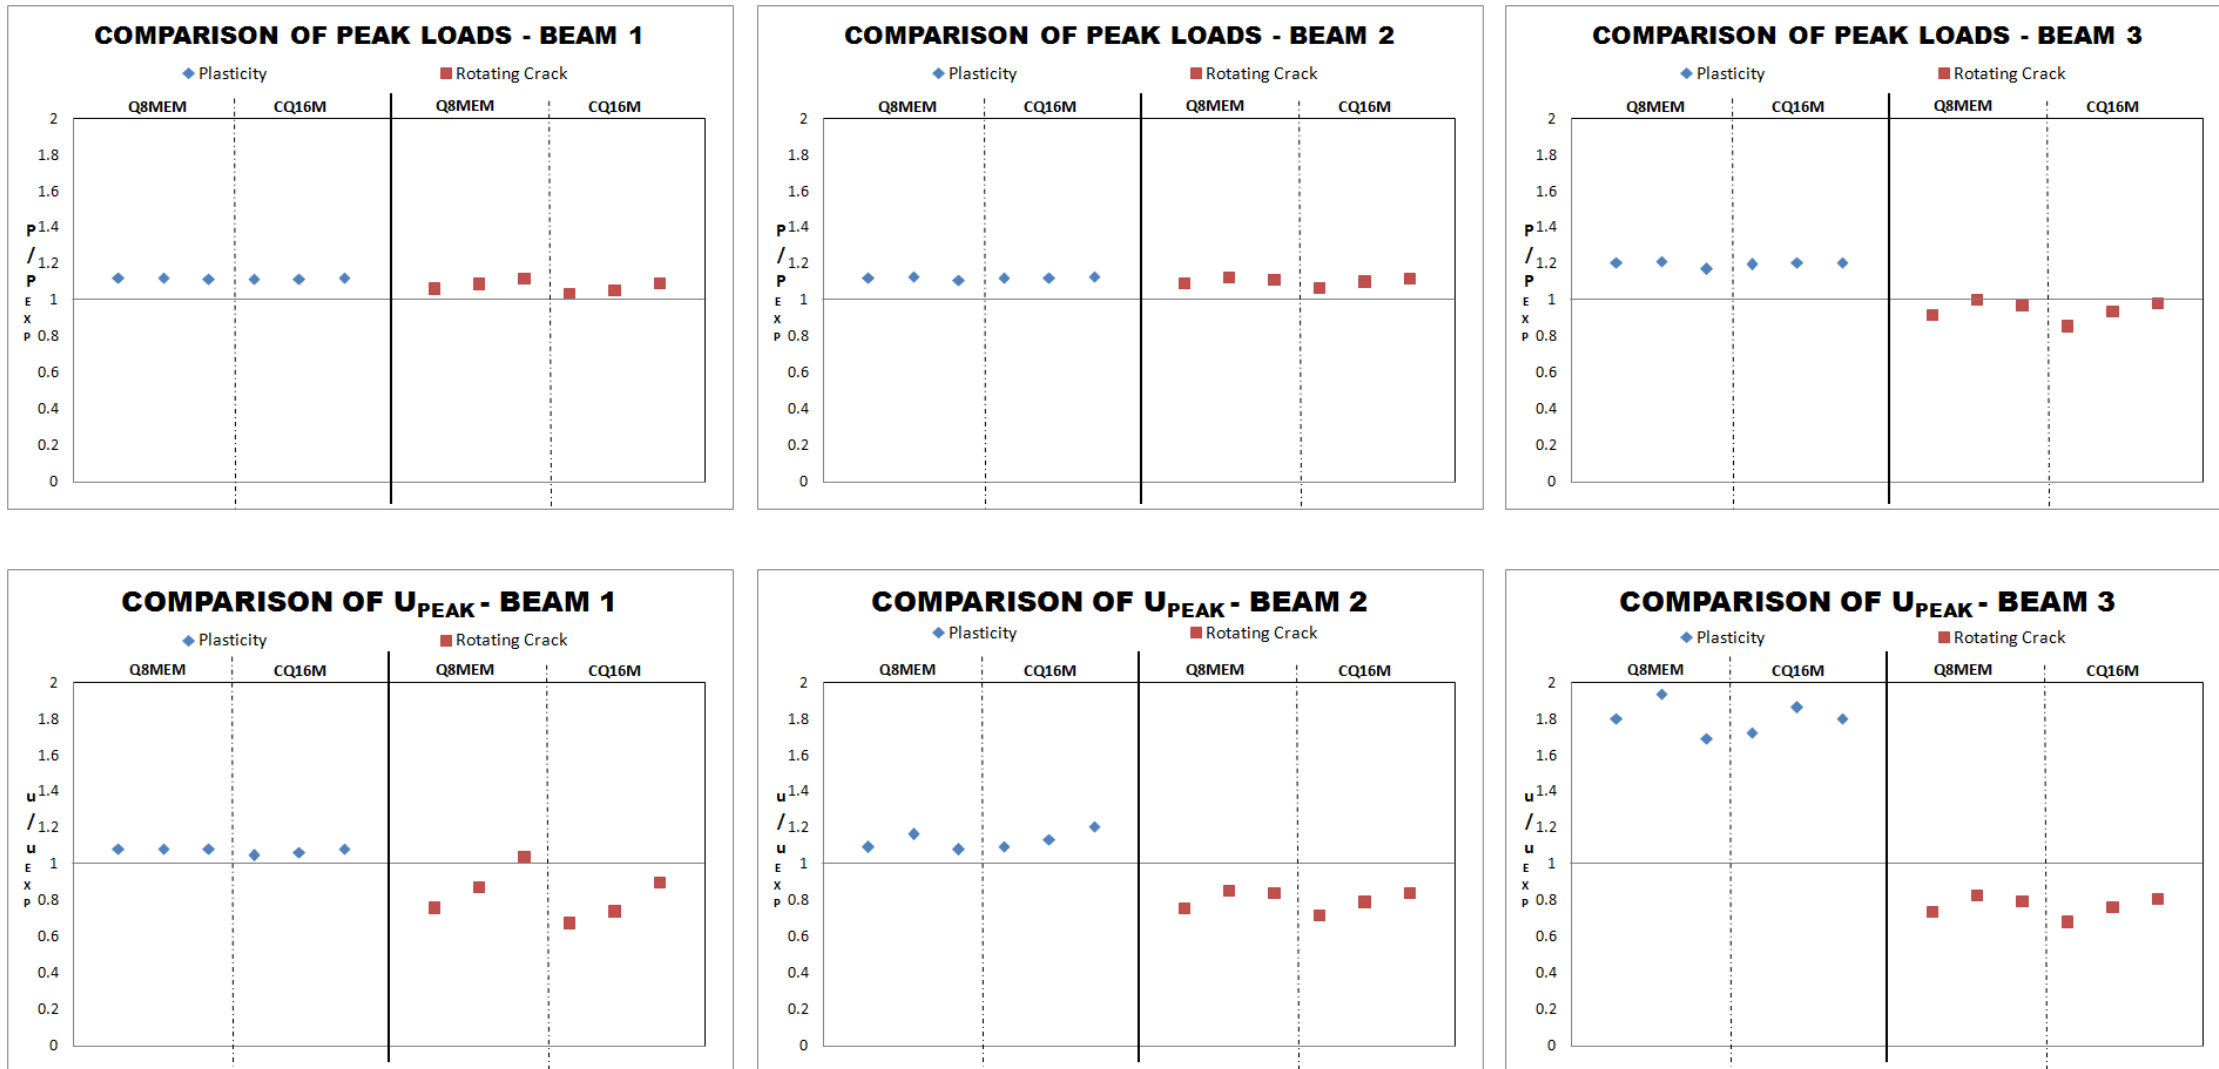 COMPARISON OF PEAK LOADS - BEAM 1
Plasticity Rotating Crack
Q8MEM CQ16M Q8MEM CQ16M
2
1.8
1.6
1.4
1.2
1
0.8
0.6
0.4
0.2
0
P/PEXP
COMPARISON OF PEAK LOADS - BEAM 2
Plasticity Rotating Crack
Q8MEM CQ16M Q8MEM CQ16M
2
1.8
1.6
1.4
1.2
1
0.8
0.6
0.4
0.2
0
P/PEXP
COMPARISON OF PEAK LOADS - BEAM 3
Plasticity Rotating Crack
Q8MEM CQ16M Q8MEM CQ16M
2
1.8
1.6
1.4
1.2
1
0.8
0.6
0.4
0.2
0
P/PEXP
COMPARISON OF UPEAK - BEAM 1
Plasticity Rotating Crack
Q8MEM CQ16M Q8MEM CQ16M
2
1.8
1.6
1.4
1.2
1
0.8
0.6
0.4
0.2
0
u/uEXP
COMPARISON OF UPEAK - BEAM 2
Plasticity Rotating Crack
Q8MEM CQ16M Q8MEM CQ16M
2
1.8
1.6
1.4
1.2
1
0.8
0.6
0.4
0.2
0
u/uEXP
COMPARISON OF UPEAK - BEAM 3
Plasticity Rotating Crack
Q8MEM CQ16M Q8MEM CQ16M
2
1.8
1.6
1.4
1.2
1
0.8
0.6
0.4
0.2
0
u/uEXP